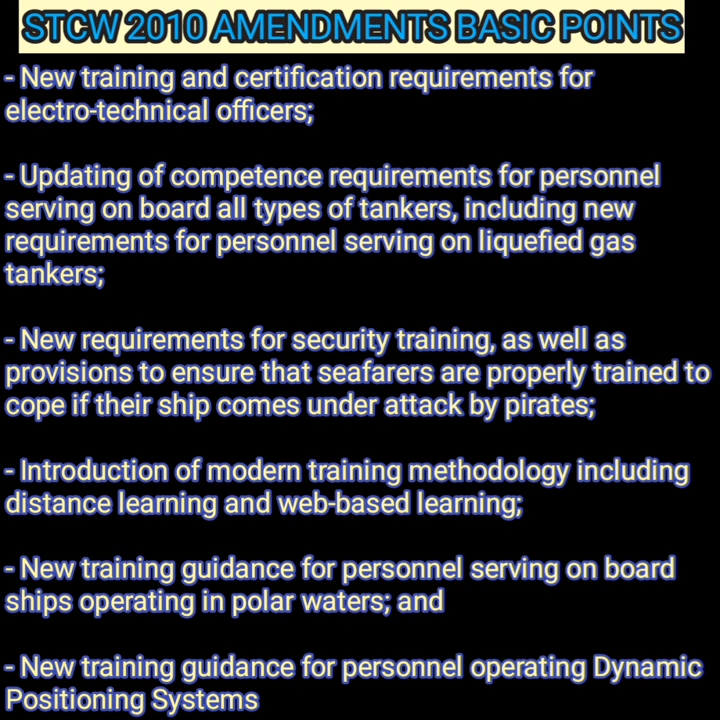 STCW 2010 AMENDMENTS BASIC POINTS
- New training and certification requirements for
electro-technical officers;
- Updating of competence requirements for personnel
serving on board all types of tankers, including new
requirements for personnel serving on liquefied gas
tankers;
- New requirements for security training, as well as
provisions to ensure that seafarers are properly trained to
cope if their ship comes under attack by pirates;
- Introduction of modern training methodology including
distance learning and web-based learning;
- New training guidance for personnel serving on board
ships operating in polar waters; and
- New training guidance for personnel operating Dynamic
Positioning Systems